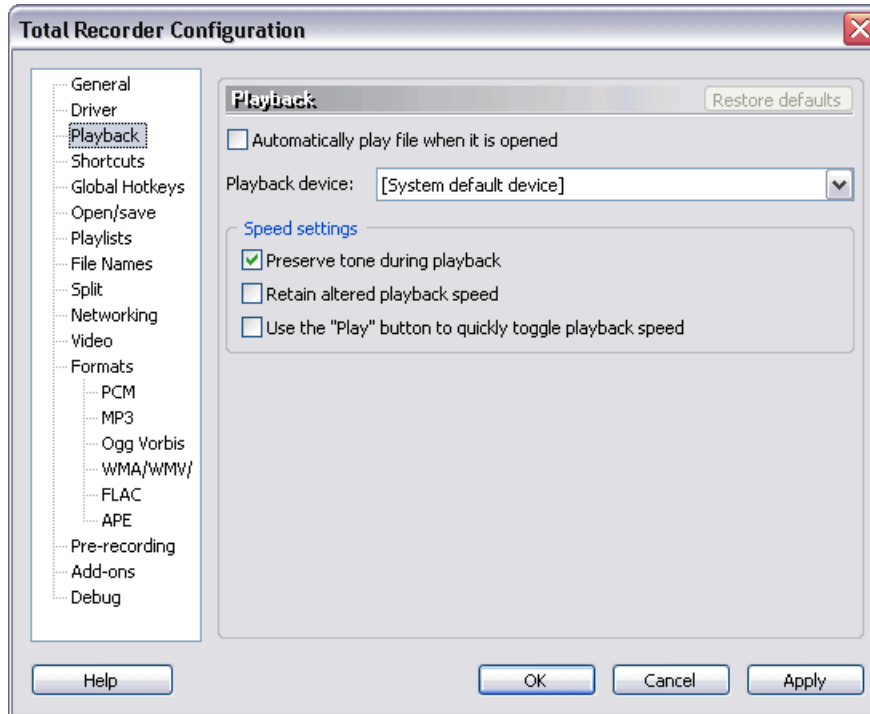 Total Recorder Configuration
General
Driver
Playback
Shortcuts
Global Hotkeys
Open/save
Playlists
File Names
Split
Networking
Video
Formats
PCM
MP3
Ogg Vorbis
WMA/WMV/
FLAC
APE
Pre-recording
Add-ons
Debug
Playback
Restore defaults
Automatically play file when it is opened
Playback device: [System default device]
Speed settings
Preserve tone during playback
Retain altered playback speed
Use the "Play" button to quickly toggle playback speed
Help
OK
Cancel
Apply